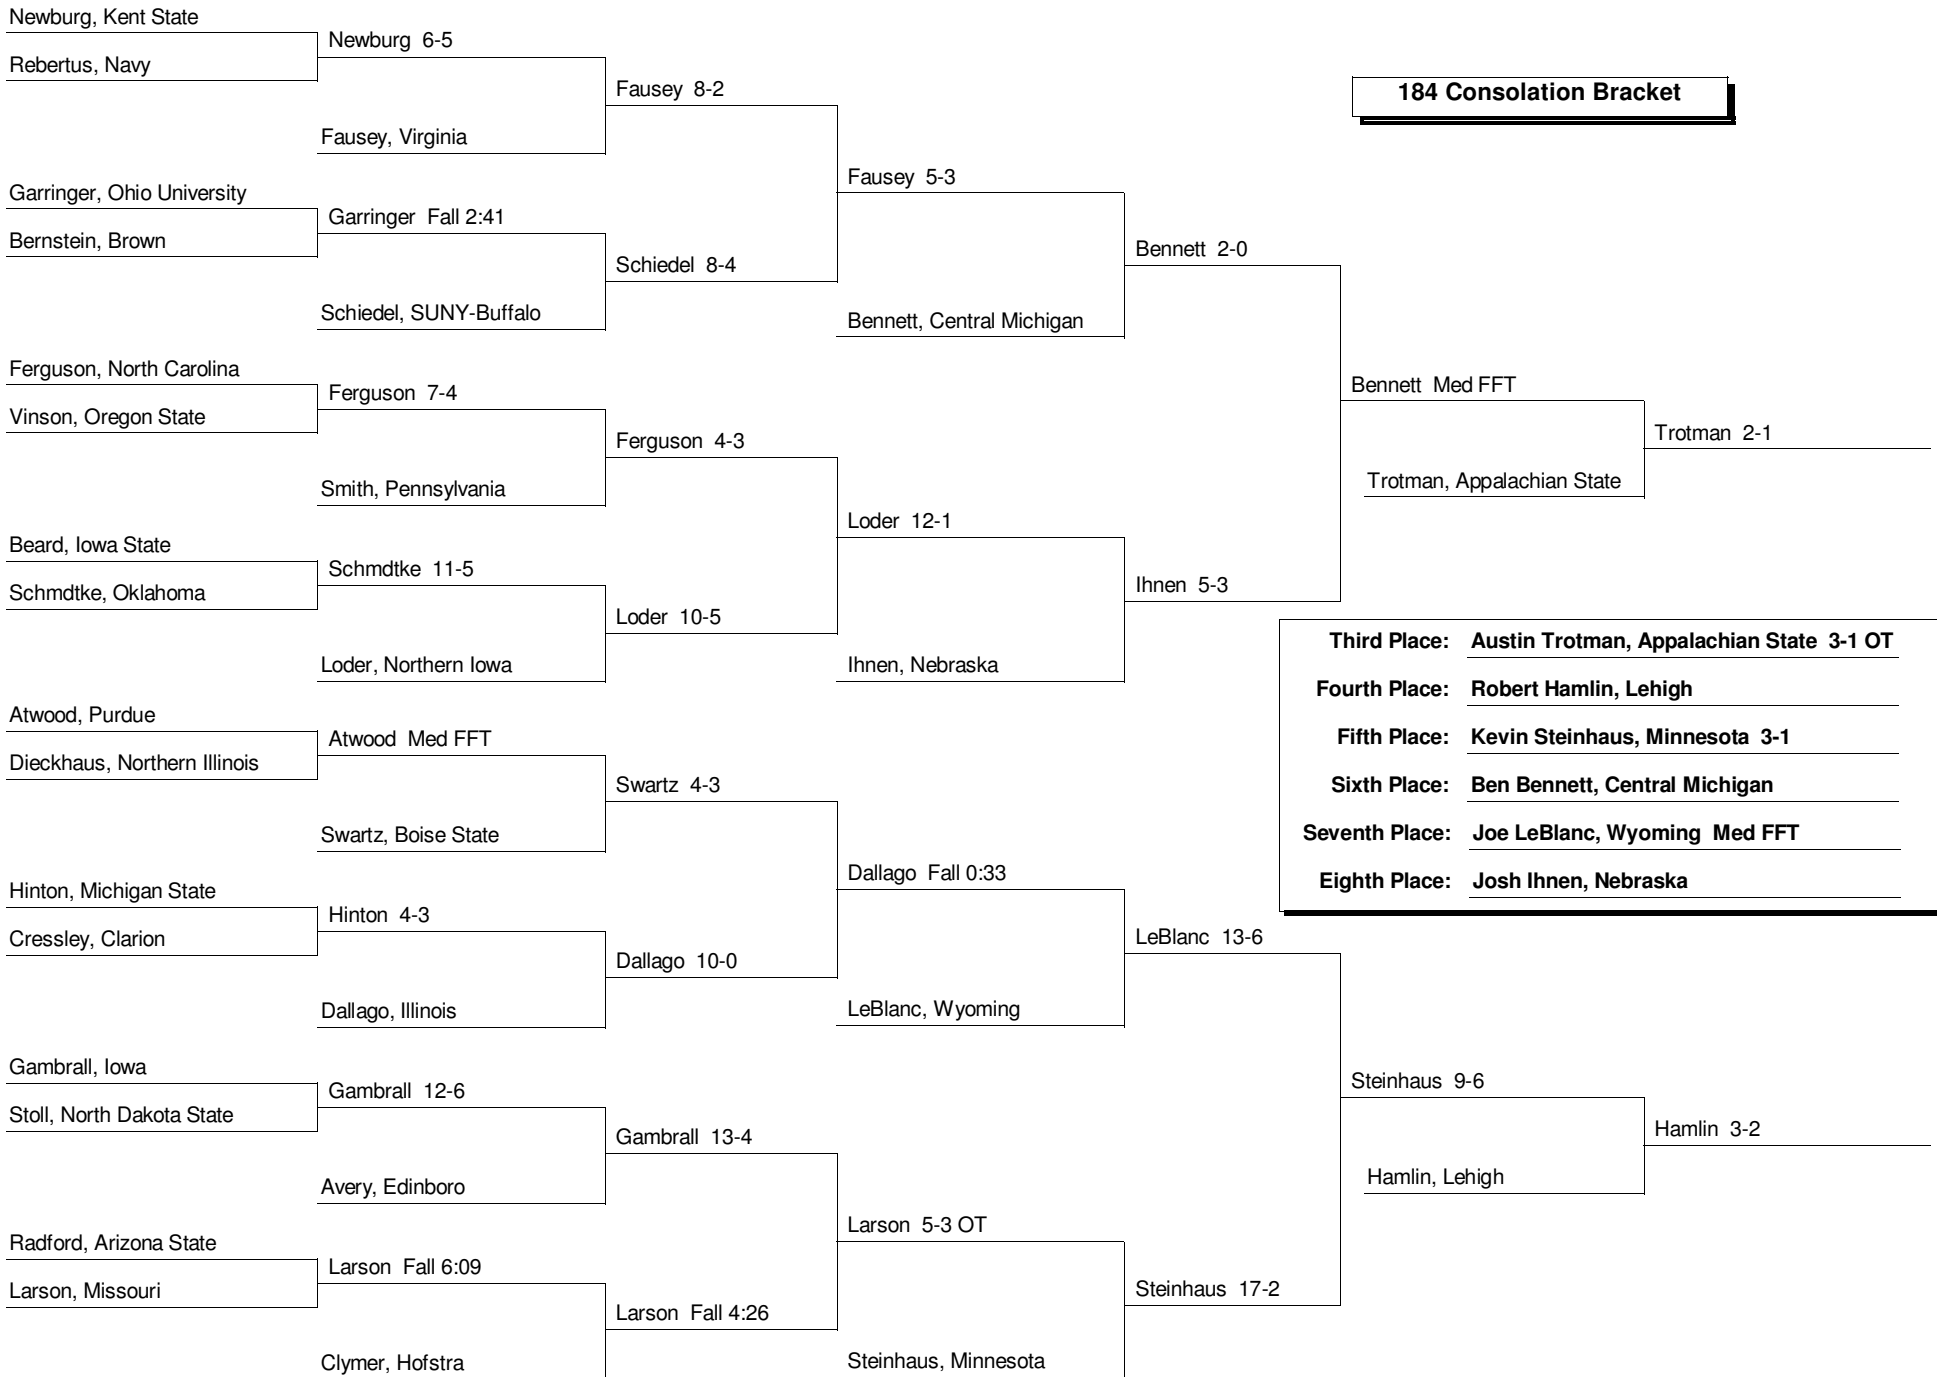 Newburg, Kent State
Newburg 6-5
Rebertus, Navy
Fausey 8-2
184 Consolation Bracket
Fausey, Virginia
Fausey 5-3
Garringer, Ohio University
Garringer Fall 2:41
Bernstein, Brown
Bennett 2-0
Schiedel 8-4
Schiedel, SUNY-Buffalo
Bennett, Central Michigan
Ferguson, North Carolina
Bennett Med FFT
Ferguson 7-4
Vinson, Oregon State
Trotman 2-1
Ferguson 4-3
Trotman, Appalachian State
Smith, Pennsylvania
Loder 12-1
Beard, Iowa State
Schmdtke 11-5
Ihnen 5-3
Schmdtke, Oklahoma
Loder 10-5
Third Place: Austin Trotman, Appalachian State 3-1 OT
Loder, Northern Iowa
Ihnen, Nebraska
Fourth Place: Robert Hamlin, Lehigh
Atwood, Purdue
Atwood Med FFT
Fifth Place: Kevin Steinhaus, Minnesota 3-1
Dieckhaus, Northern Illinois
Swartz 4-3
Sixth Place: Ben Bennett, Central Michigan
Swartz, Boise State
Seventh Place: Joe LeBlanc, Wyoming Med FFT
Dallago Fall 0:33
Eighth Place: Josh Ihnen, Nebraska
Hinton, Michigan State
Hinton 4-3
Cressley, Clarion
LeBlanc 13-6
Dallago 10-0
Dallago, Illinois
LeBlanc, Wyoming
Gambrall, Iowa
Steinhaus 9-6
Gambrall 12-6
Stoll, North Dakota State
Hamlin 3-2
Gambrall 13-4
Hamlin, Lehigh
Avery, Edinboro
Larson 5-3 OT
Radford, Arizona State
Larson Fall 6:09
Larson, Missouri
Steinhaus 17-2
Larson Fall 4:26
Clymer, Hofstra
Steinhaus, Minnesota